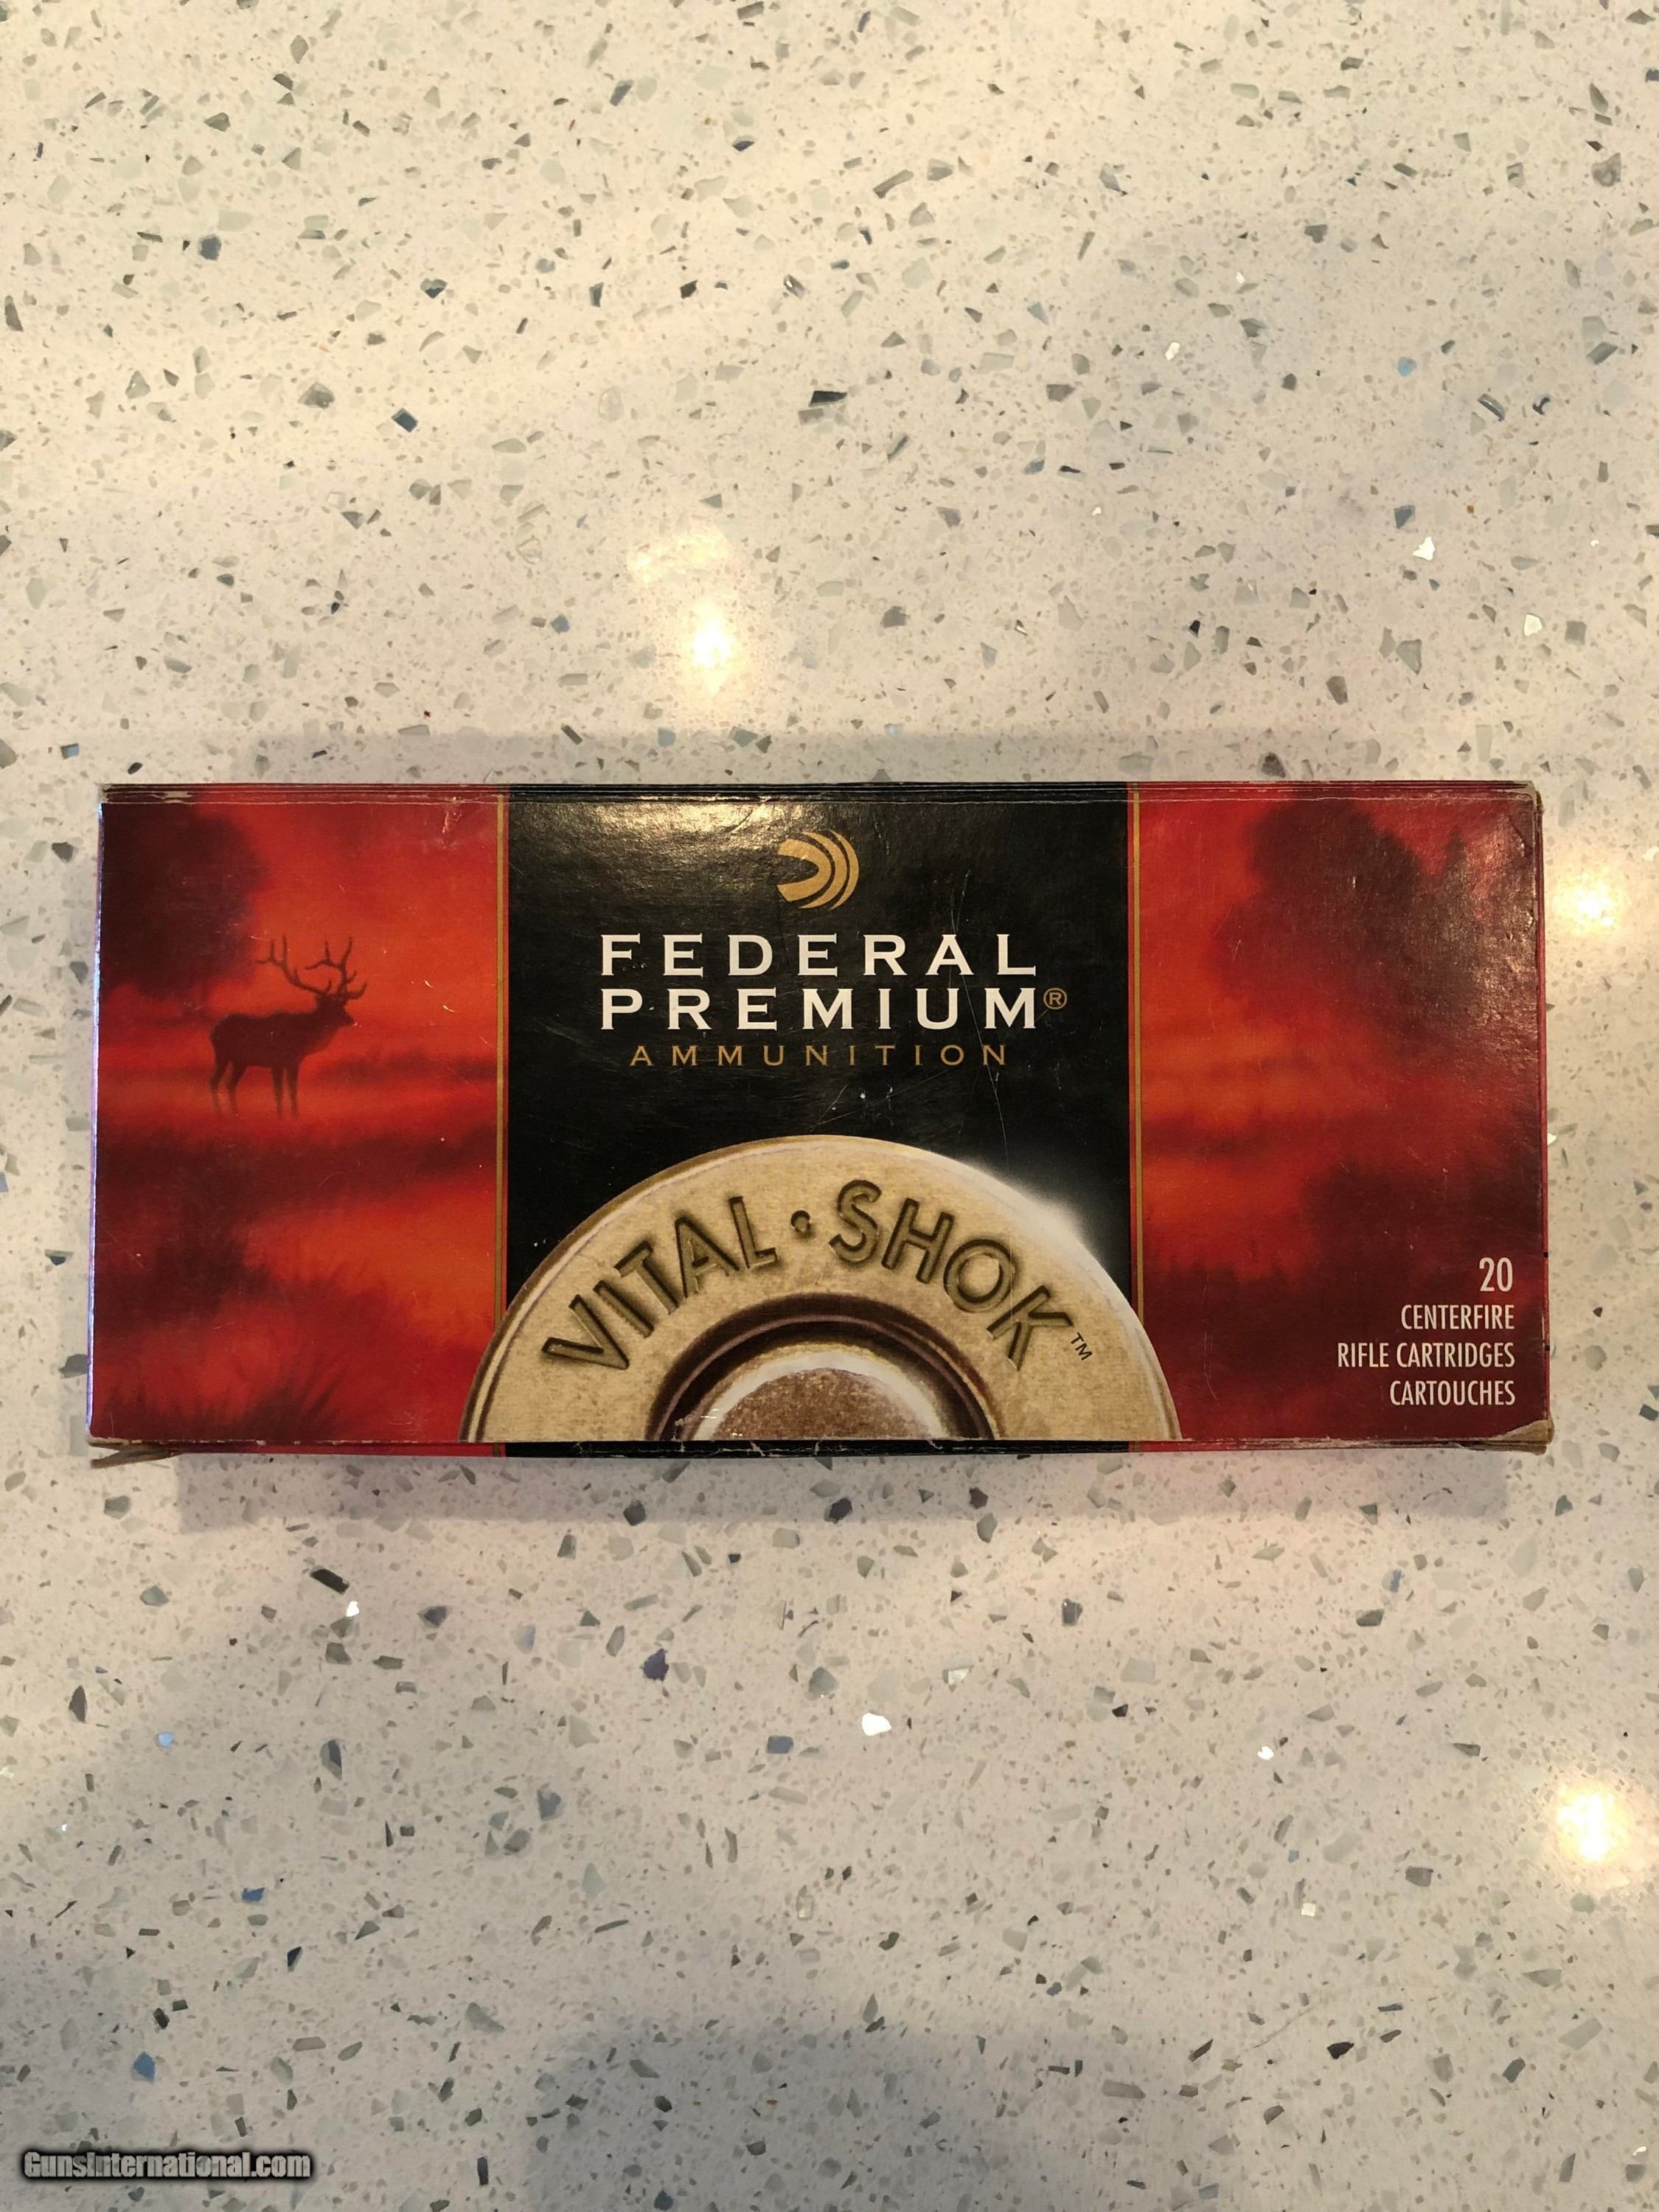 FEDERAL
PREMIUM®
AMMUNITION
VITAL·SHOK™
20
CENTERFIRE
RIFLE CARTRIDGES
CARTOUCHES
GunsInternational.com